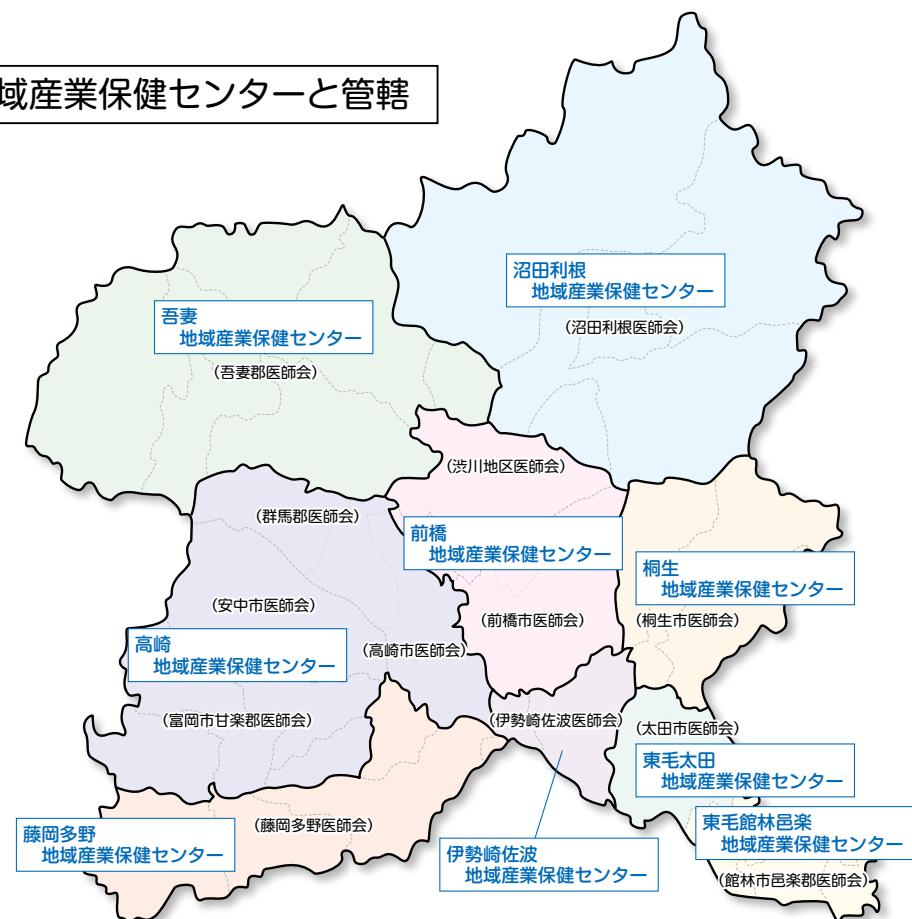 域産業保健センターと管轄
沼田利根
地域産業保健センター
(沼田利根医師会)
吾妻
地域産業保健センター
(吾妻郡医師会)
(渋川地区医師会)
(群馬郡医師会)
前橋
地域産業保健センター
桐生
地域産業保健センター
(安中市医師会)
(前橋市医師会)
(桐生市医師会)
高崎
地域産業保健センター
(高崎市医師会)
(富岡市甘楽郡医師会)
(伊勢崎佐波医師会)
(太田市医師会)
東毛太田
地域産業保健センター
藤岡多野
地域産業保健センター
(藤岡多野医師会)
東毛館林邑楽
地域産業保健センター
伊勢崎佐波
地域産業保健センター
(館林市邑楽郡医師会)